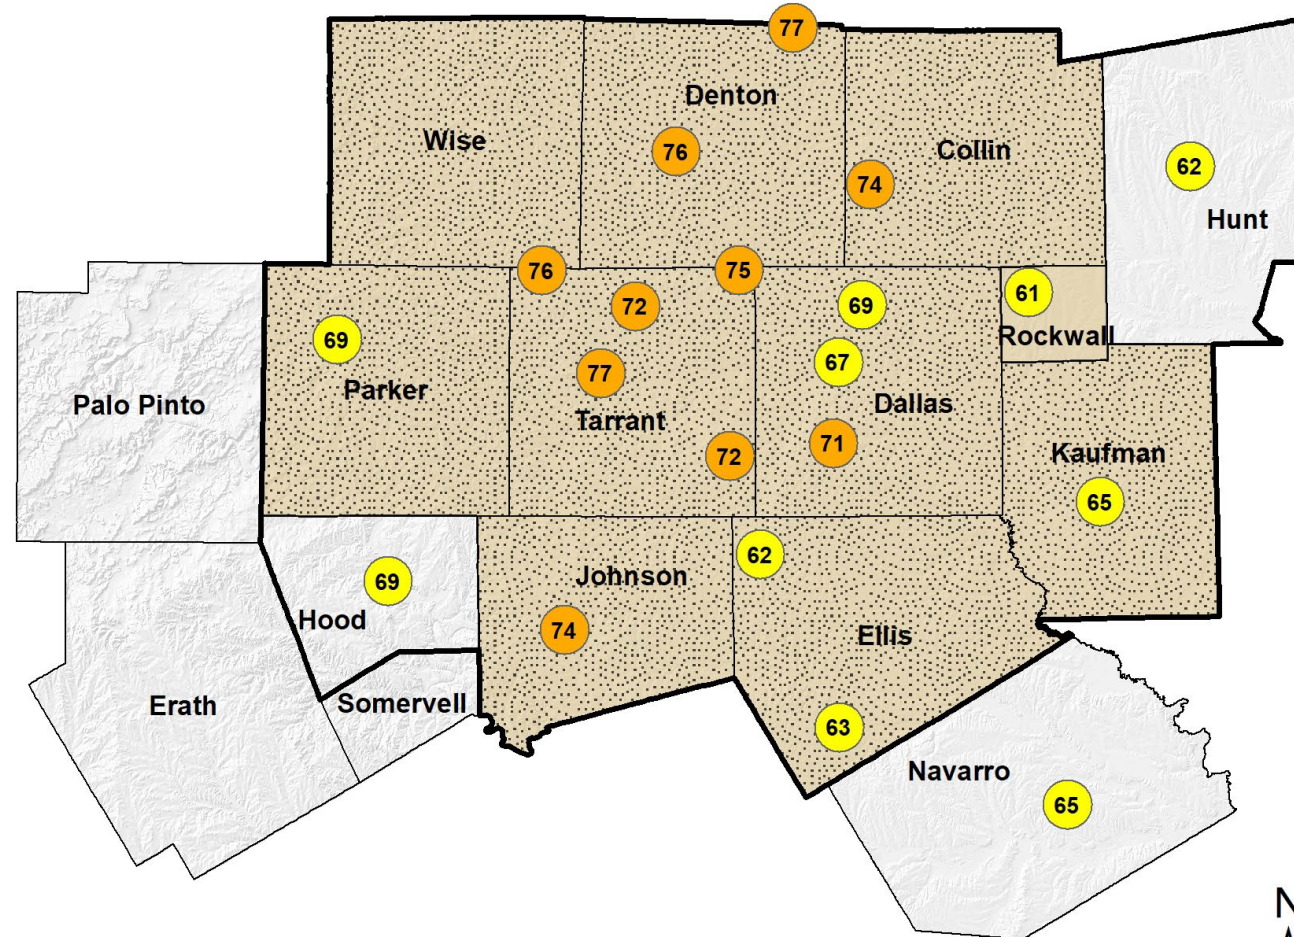 77
Denton
Wise
76
Collin
74
62
Hunt
76
75
72
69
61
Rockwall
69
67
77
Parker
Tarrant
Dallas
Palo Pinto
71
72
Kaufman
65
62
Johnson
69
Hood
74
Ellis
Erath
Somervell
63
Navarro
65
N